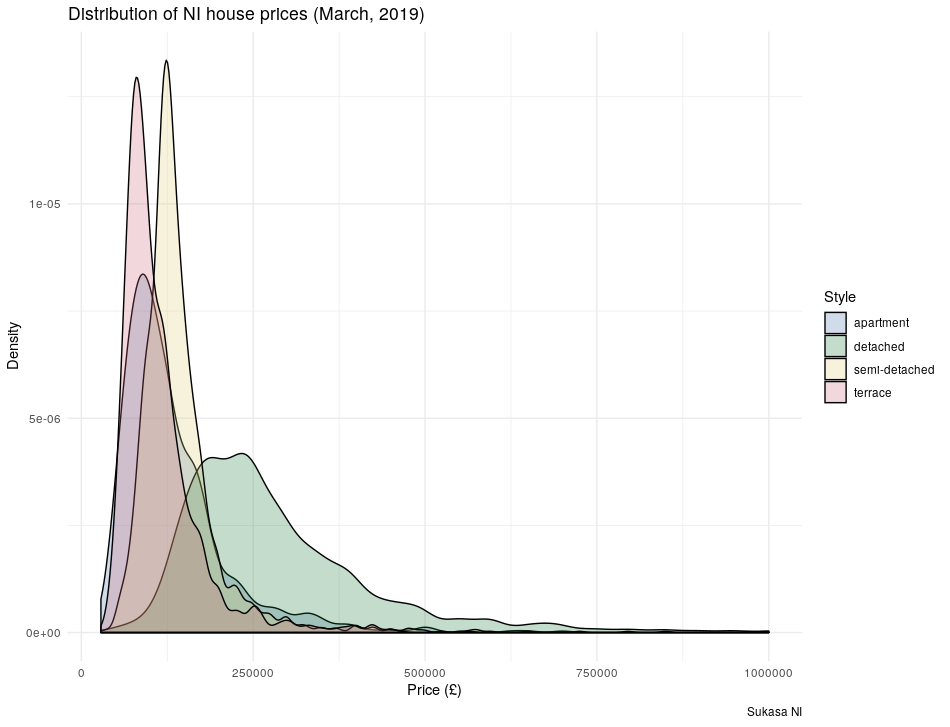 Distribution of NI house prices (March, 2019)
1e-05
5e-06
0e+00
Density
0
250000
500000
750000
1000000
Price (£)
Style
apartment
detached
semi-detached
terrace
Sukasa NI